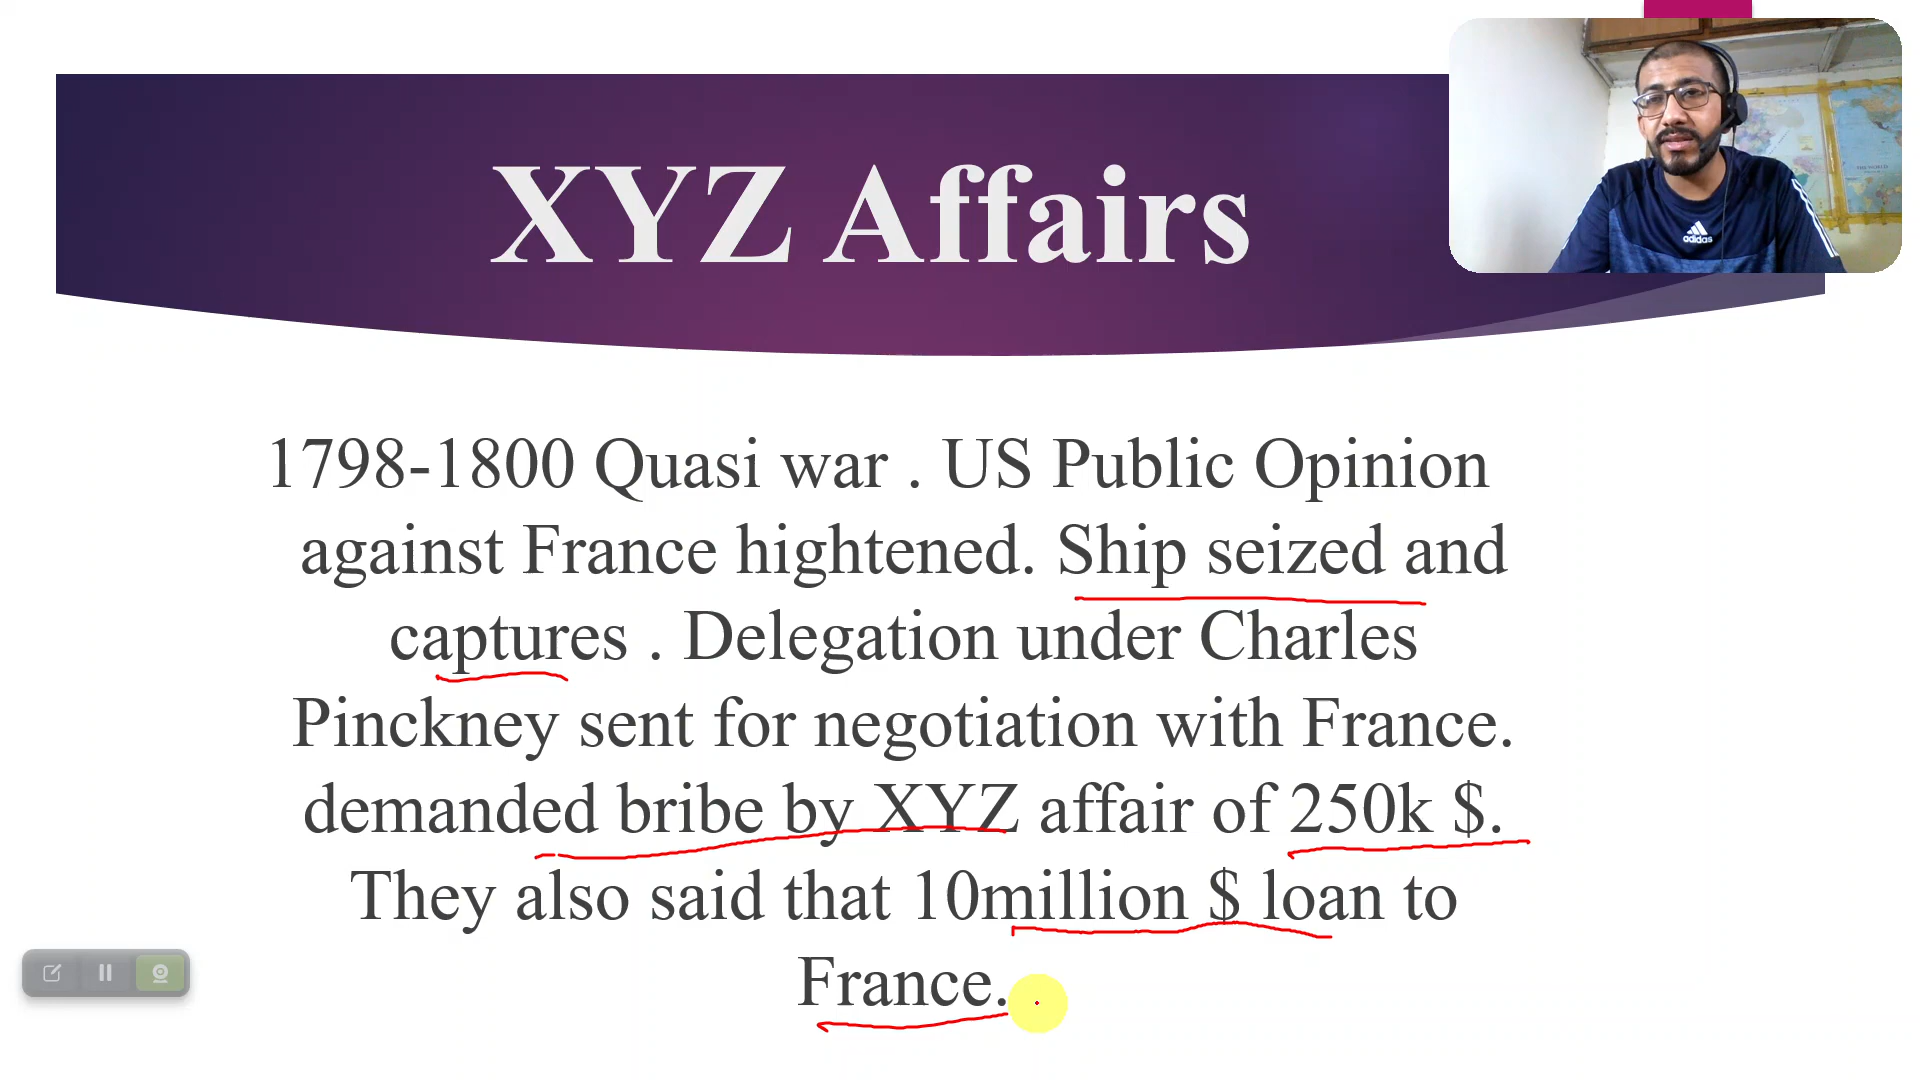 XYZ Affairs
adidas
1798-1800 Quasi war . US Public Opinion
against France hightened. Ship seized and
captures . Delegation under Charles
Pinckney sent for negotiation with France.
demanded bribe by XYZ affair of 250k $.
They also said that 10million $ loan to
France.